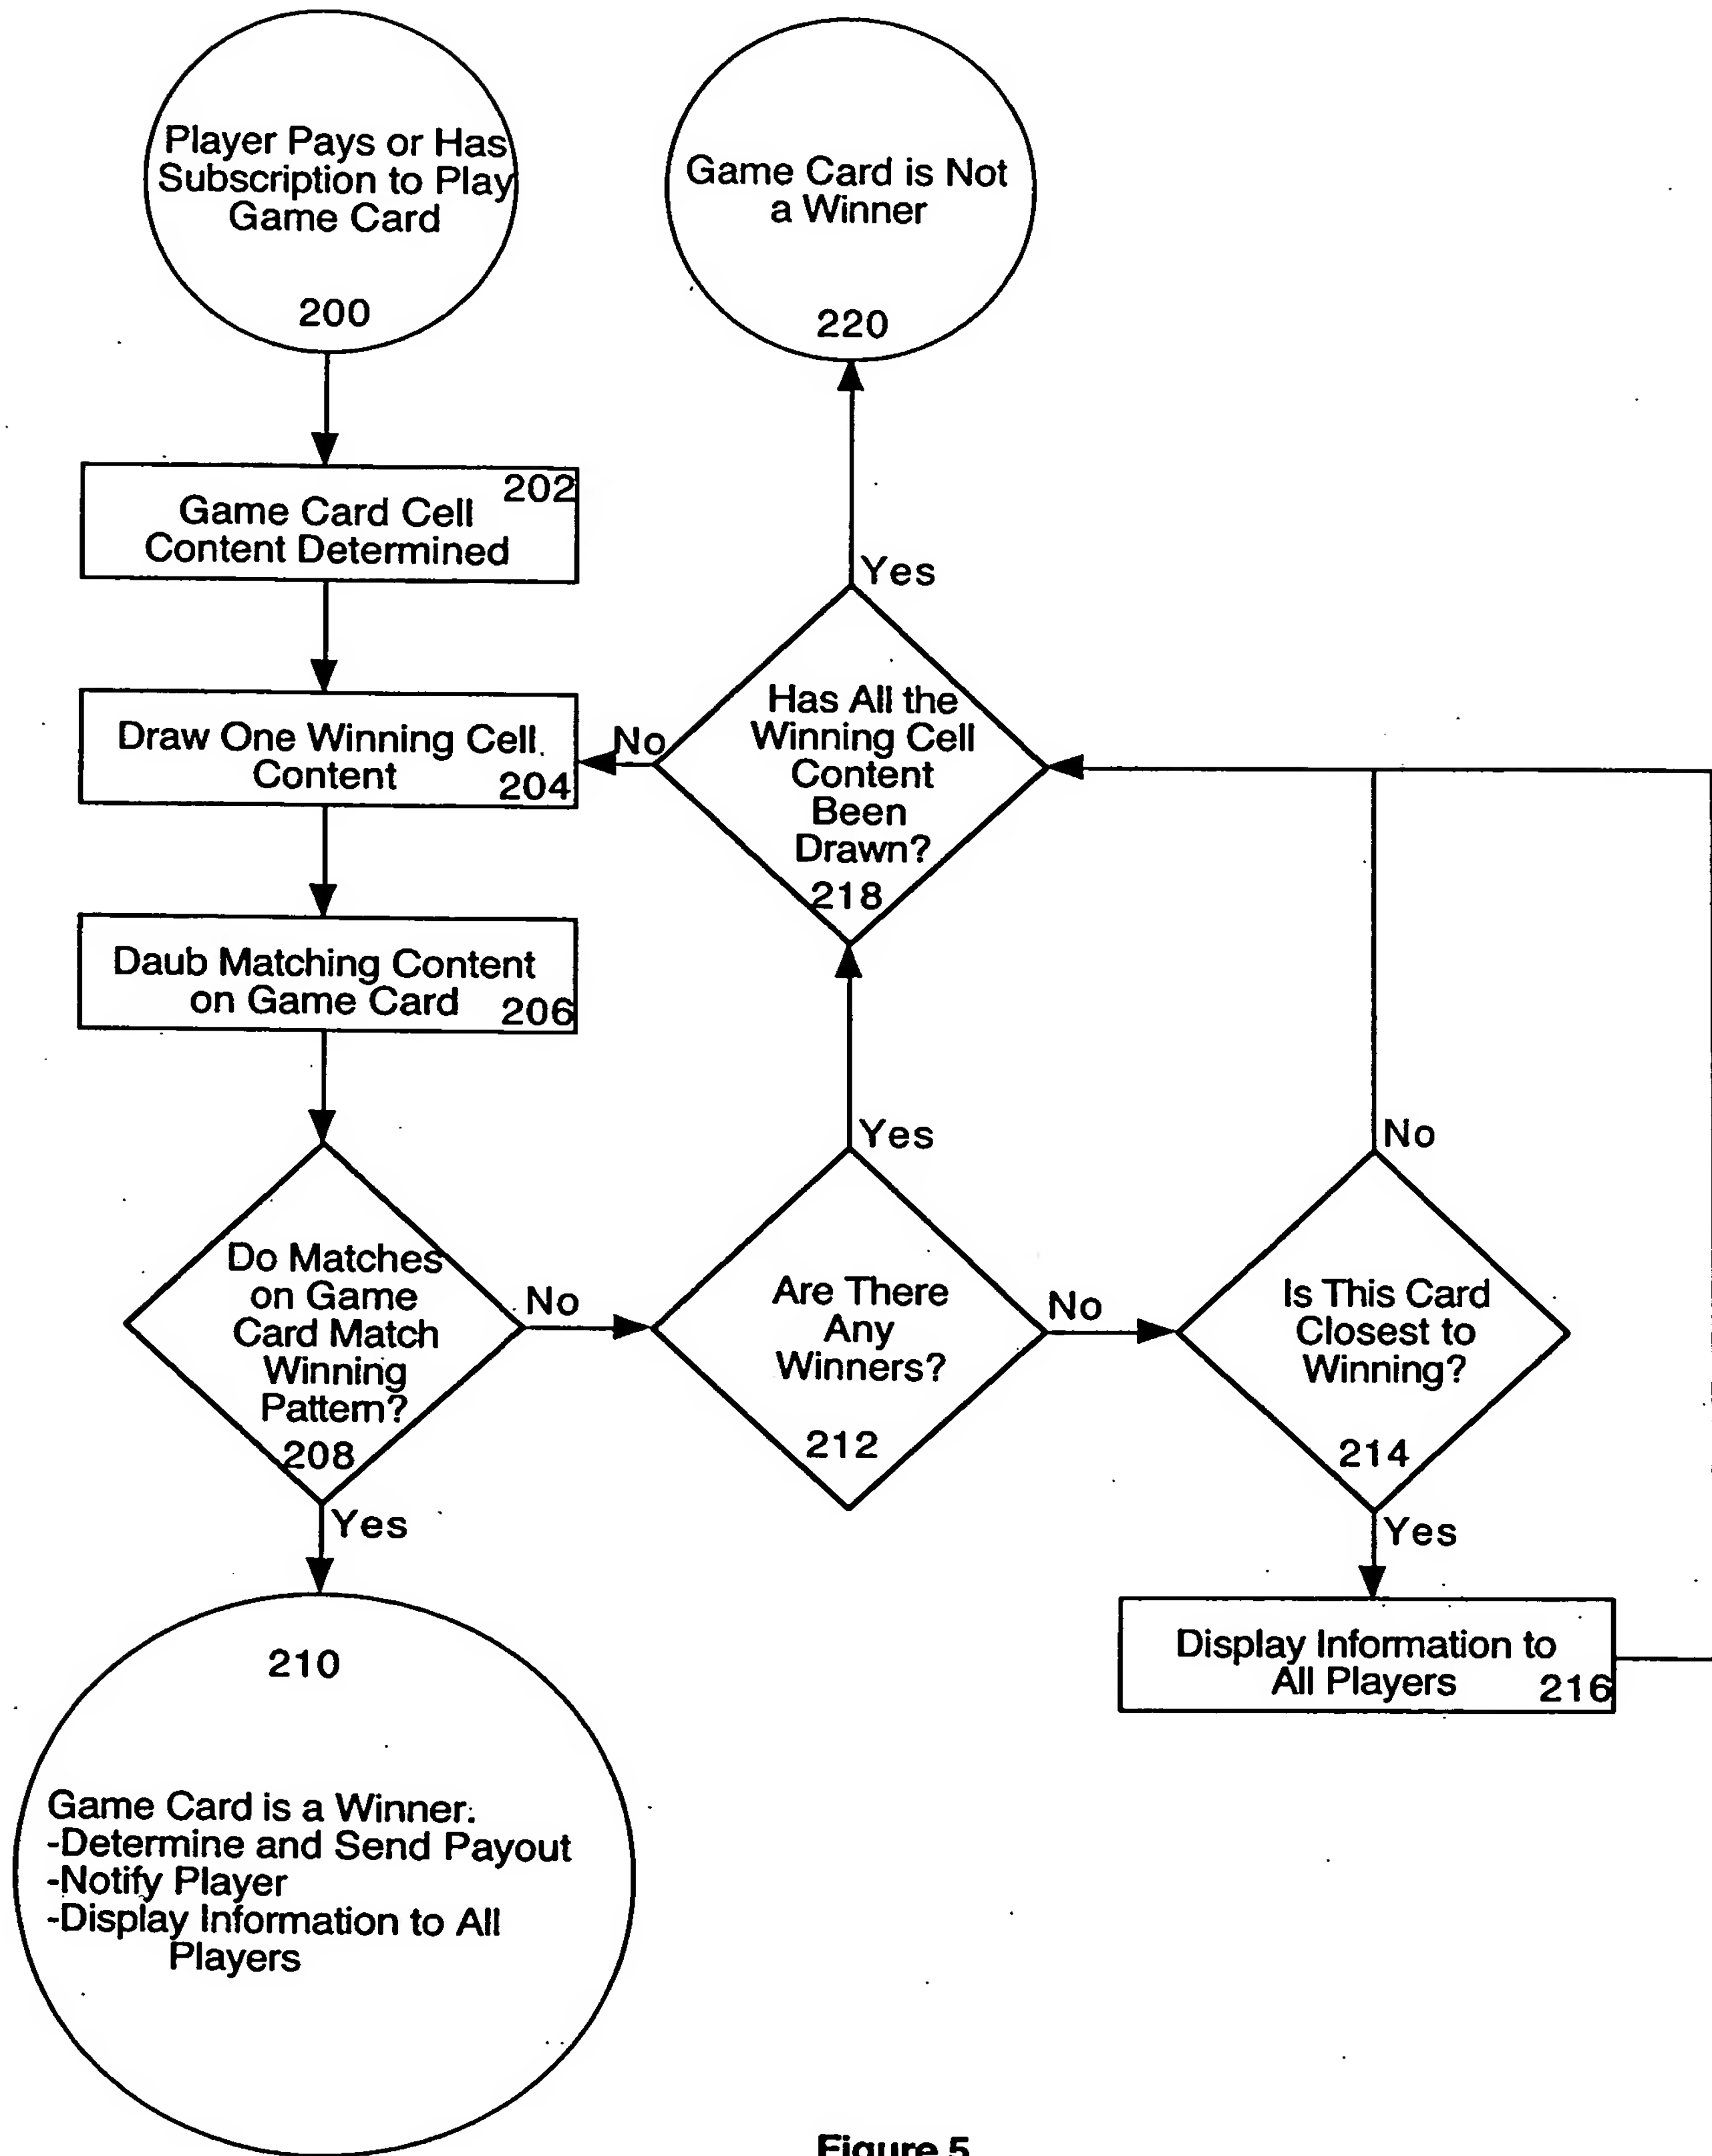 Player Pays or Has
Subscription to Play
Game Card
200
Game Card is Not
a Winner
220
202
Game Card Cell
Content Determined
Yes
Draw One Winning Cell
Content
204
No
Has All the
Winning Cell
Content
Been
Drawn?
218
Daub Matching Content
on Game Card
206
Yes
No
Do Matches
on Game
Card Match
Winning
Pattern?
208
No
Are There
Any
Winners?
212
No
Is This Card
Closest to
Winning?
214
Yes
Yes
Display Information to
All Players
216
210
Game Card is a Winner:
-Determine and Send Payout
-Notify Player
-Display Information to All
Players
Figure 5